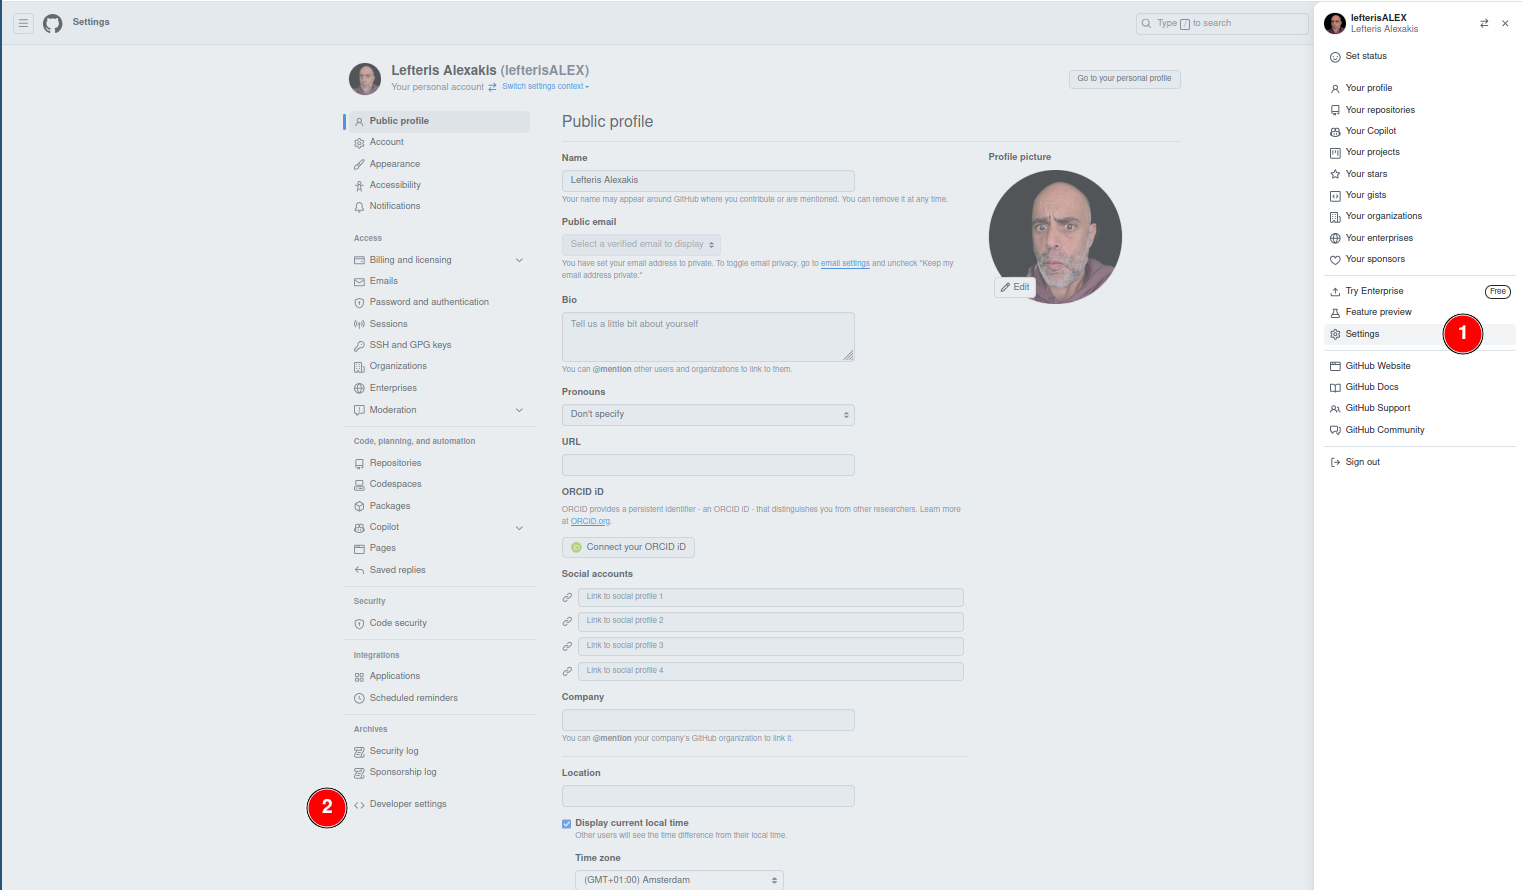 Settings
Type / to search
Lefteris Alexakis (lefterisALEX)
Your personal account
Switch settings context
Go to your personal profile
Public profile
Account
Appearance
Accessibility
Notifications
Access
Billing and licensing
Emails
Password and authentication
Sessions
SSH and GPG keys
Organizations
Enterprises
Moderation
Code, planning, and automation
Repositories
Codespaces
Packages
Copilot
Pages
Saved replies
Security
Code security
Integrations
Applications
Scheduled reminders
Archives
Security log
Sponsorship log
2
Developer settings
Public profile
Name
Lefteris Alexakis
Your name may appear around GitHub where you contribute or are mentioned. You can remove it at any time.
Public email
Select a verified email to display
You have set your email address to private. To toggle email privacy, go to email settings and uncheck "Keep my
email address private."
Bio
Tell us a little bit about yourself
You can @mention other users and organizations to link to them.
Pronouns
Don't specify
URL
ORCID iD
ORCID provides a persistent identifier - an ORCID iD - that distinguishes you from other researchers. Learn more
at ORCID.org.
Connect your ORCID iD
Social accounts
Link to social profile 1
Link to social profile 2
Link to social profile 3
Link to social profile 4
Company
You can @mention your company's GitHub organization to link it.
Location
Display current local time
Other users will see the time difference from their local time.
Time zone
(GMT+01:00) Amsterdam
Profile picture
Edit
lefterisALEX
Lefteris Alexakis
Set status
Your profile
Your repositories
Your Copilot
Your projects
Your stars
Your gists
Your organizations
Your enterprises
Your sponsors
Try Enterprise
Free
Feature preview
Settings
1
GitHub Website
GitHub Docs
GitHub Support
GitHub Community
Sign out